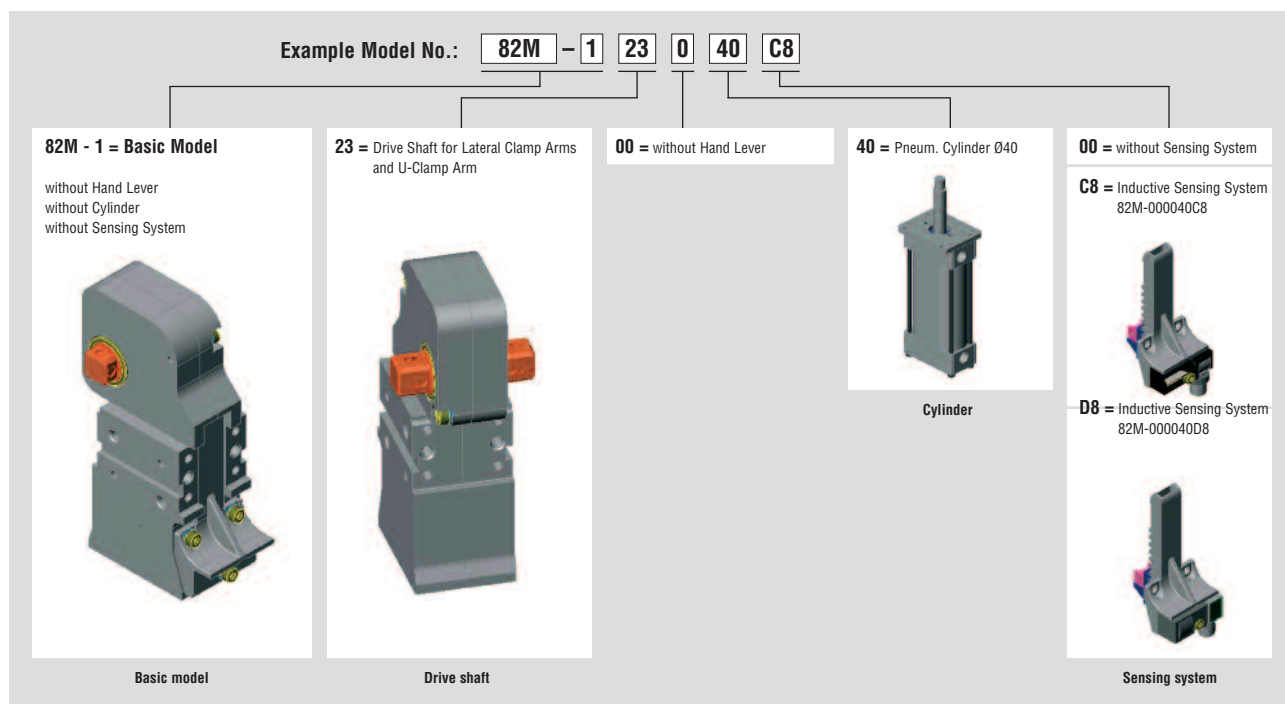 Example Model No.: 82M – 1 23 0 40 C8
82M - 1 = Basic Model
without Hand Lever
without Cylinder
without Sensing System
Basic model
23 = Drive Shaft for Lateral Clamp Arms
and U-Clamp Arm
Drive shaft
00 = without Hand Lever
40 = Pneum. Cylinder Ø40
Cylinder
00 = without Sensing System
C8 = Inductive Sensing System
82M-000040C8
D8 = Inductive Sensing System
82M-000040D8
Sensing system